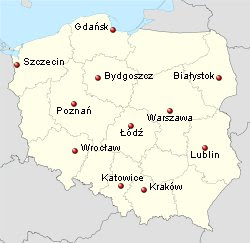 Gdańsk
Szczecin
Bydgoszcz
Białystok
Poznań
Warszawa
Łódź
Wrocław
Lublin
Katowice
Kraków